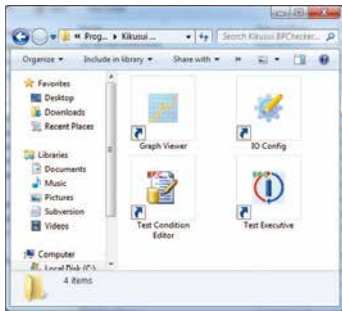 « Prog... ▸ Kikusui ... ▾
Search Kikusui BPChecker...
Organize ▾ Include in library ▾ Share with ▾ »
Favorites
Desktop
Downloads
Recent Places
Libraries
Documents
Music
Pictures
Subversion
Videos
Computer
Local Disk (C:)
Graph Viewer
IO Config
Test Condition
Editor
Test Executive
4 items